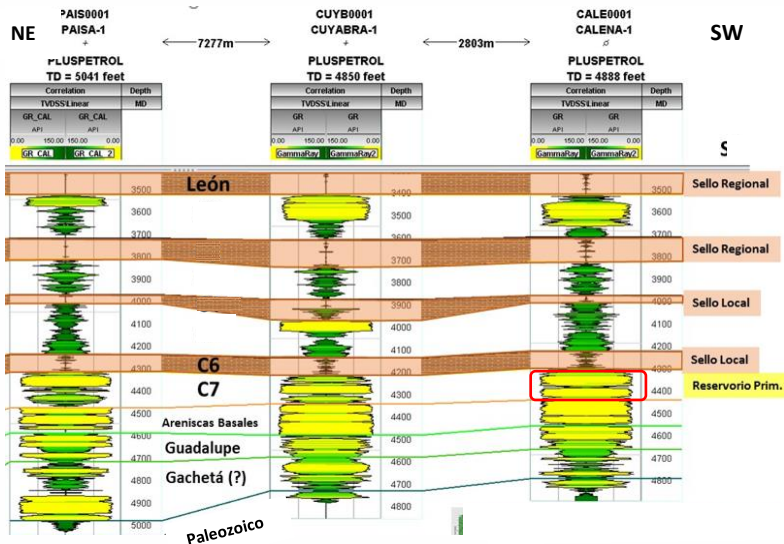 NE
PAIS0001
PAISA-1
7277m
CUYB0001
CUYABRA-1
2803m
CALE0001
CALENA-1
SW
PLUSPETROL
TD = 5041 feet
PLUSPETROL
TD = 4850 feet
PLUSPETROL
TD = 4888 feet
Correlation Depth
TVDSS\Linear MD
GR_CAL GR_CAL
API API
0.00 150.00 150.00 0.00
GR_CAL GR_CAL_2
Correlation Depth
TVDSS\Linear MD
GR GR
API API
0.00 150.00 150.00 0.00
GammaRay GammaRay2
Correlation Depth
TVDSS\Linear MD
GR GR
API API
0.00 150.00 150.00 0.00
GammaRay GammaRay2
3500
3600
3700
3800
3900
4000
4100
4200
4300
4400
4500
4600
4700
4800
4900
5000
León
C6
C7
Areniscas Basales
Guadalupe
Gachetá (?)
Paleozoico
3400
3500
3600
3700
3800
3900
4000
4100
4200
4300
4400
4500
4600
4700
4800
3500
3600
3700
3800
3900
4000
4100
4200
4300
4400
4500
4600
4700
4800
Sello Regional
Sello Regional
Sello Local
Sello Local
Reservorio Prim.